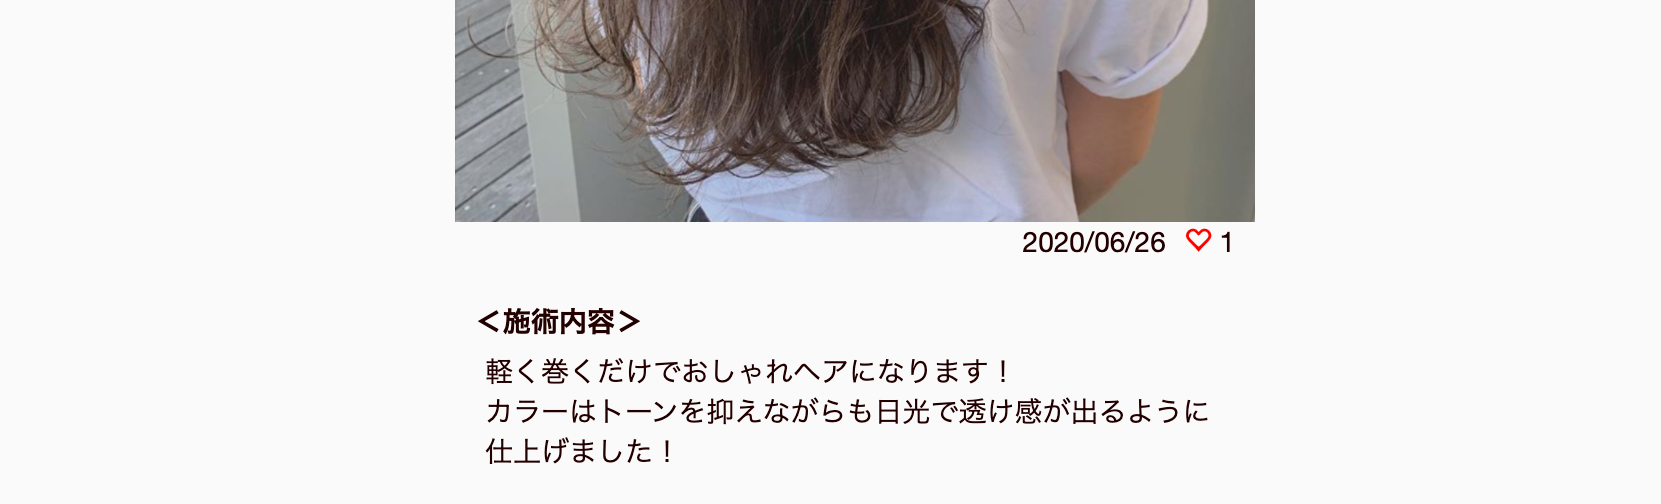 2020/06/26 ♡ 1
＜施術内容＞
軽く巻くだけでおしゃれヘアになります！
カラーはトーンを抑えながらも日光で透け感が出るように
仕上げました！